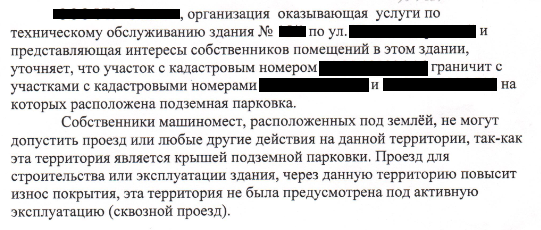 , организация оказывающая услуги по
техническому обслуживанию здания № по ул. и
представляющая интересы собственников помещений в этом здании,
уточняет, что участок с кадастровым номером граничит с
участками с кадастровыми номерами и на
которых расположена подземная парковка.
Собственники машиномест, расположенных под землёй, не могут
допустить проезд или любые другие действия на данной территории, так-как
эта территория является крышей подземной парковки. Проезд для
строительства или эксплуатации здания, через данную территорию повысит
износ покрытия, эта территория не была предусмотрена под активную
эксплуатацию (сквозной проезд).